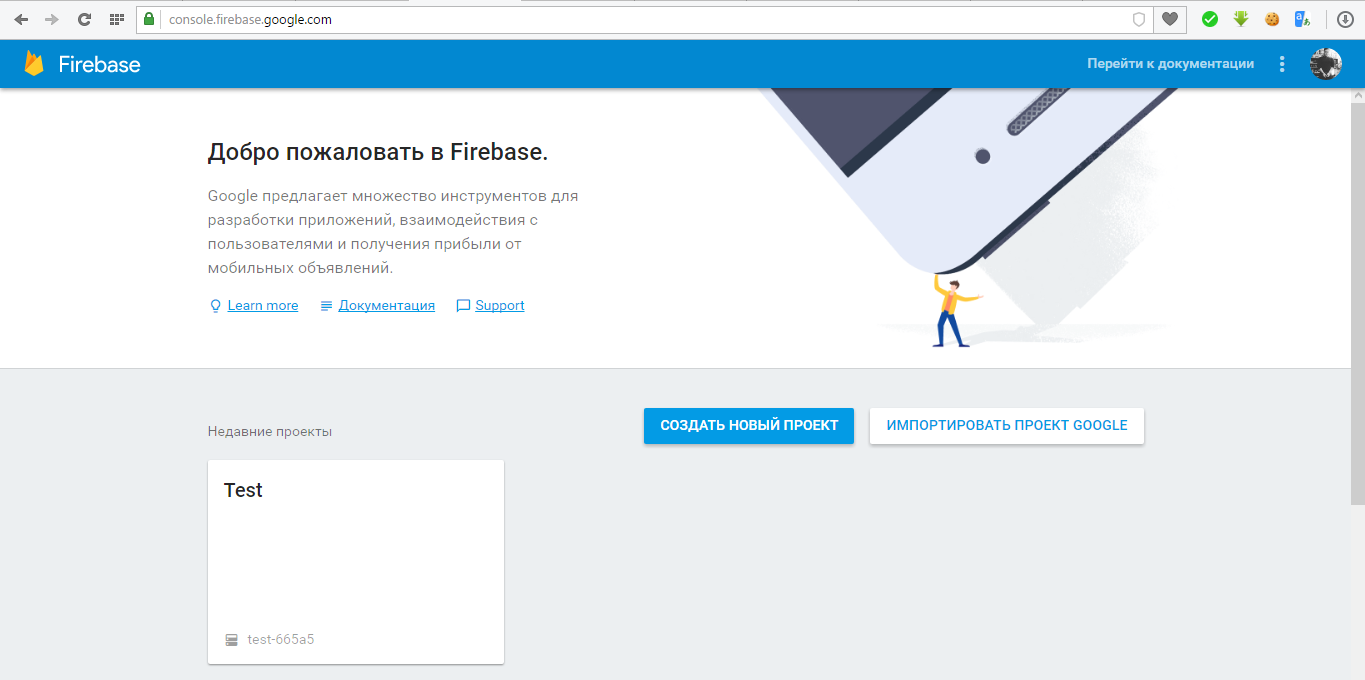 console.firebase.google.com
Firebase
Перейти к документации
Добро пожаловать в Firebase.
Google предлагает множество инструментов для
разработки приложений, взаимодействия с
пользователями и получения прибыли от
мобильных объявлений.
Learn more Документация Support
Недавние проекты
СОЗДАТЬ НОВЫЙ ПРОЕКТ ИМПОРТИРОВАТЬ ПРОЕКТ GOOGLE
Test
test-665a5